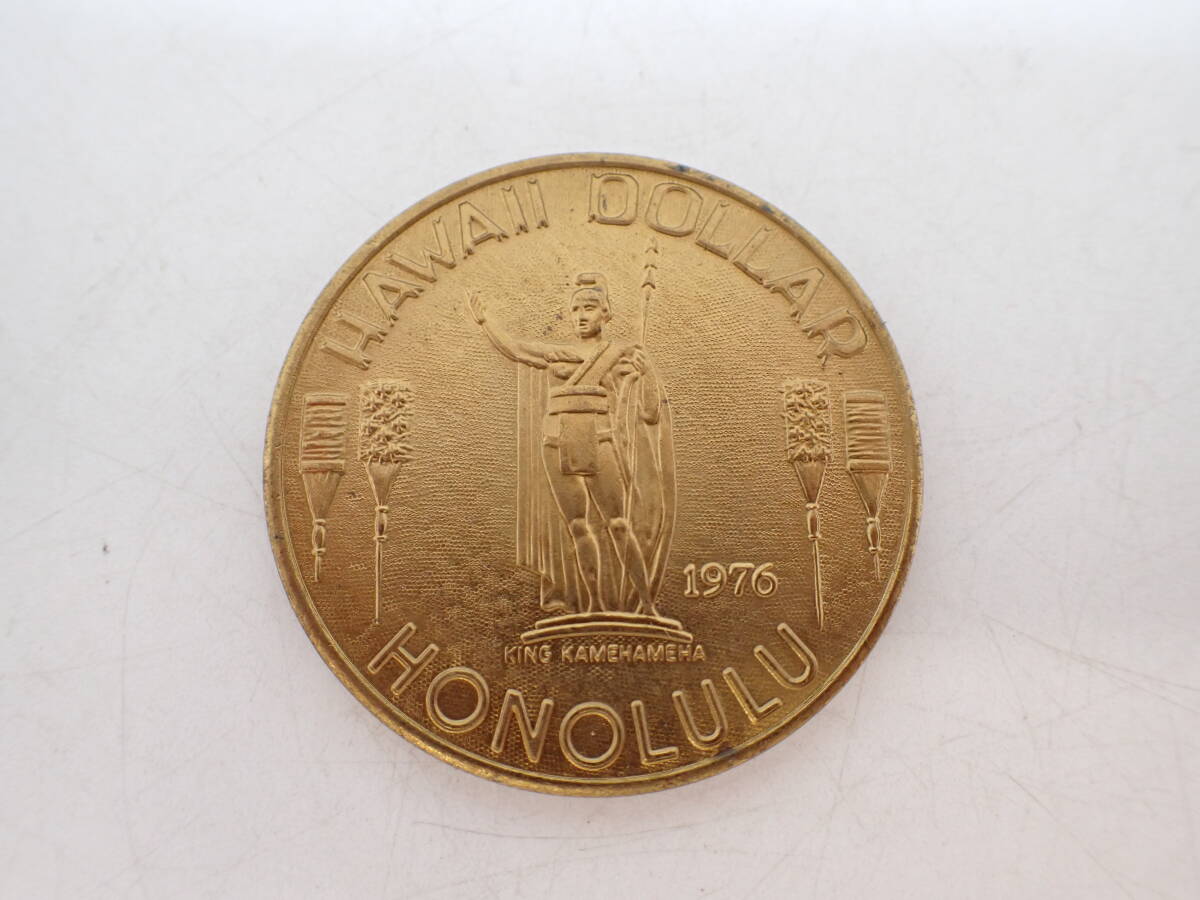 HAWAII DOLLAR
1976
KING KAMEHAMEHA
HONOLULU